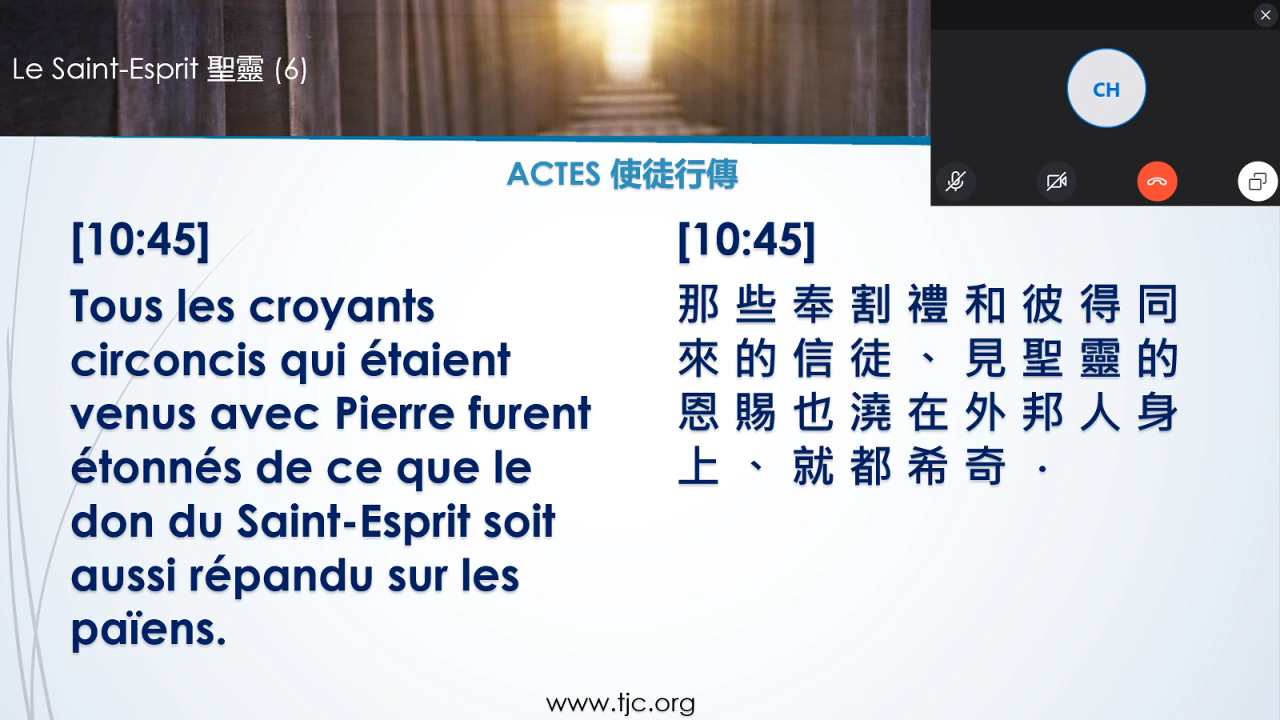 Le Saint-Esprit 聖靈 (6)
CH
ACTES 使徒行傳
[10:45]
Tous les croyants
circoncis qui étaient
venus avec Pierre furent
étonnés de ce que le
don du Saint-Esprit soit
aussi répandu sur les
païens.
[10:45]
那些奉割禮和彼得同
來的信徒、見聖靈的
恩賜也澆在外邦人身
上、就都希奇．
www.tjc.org